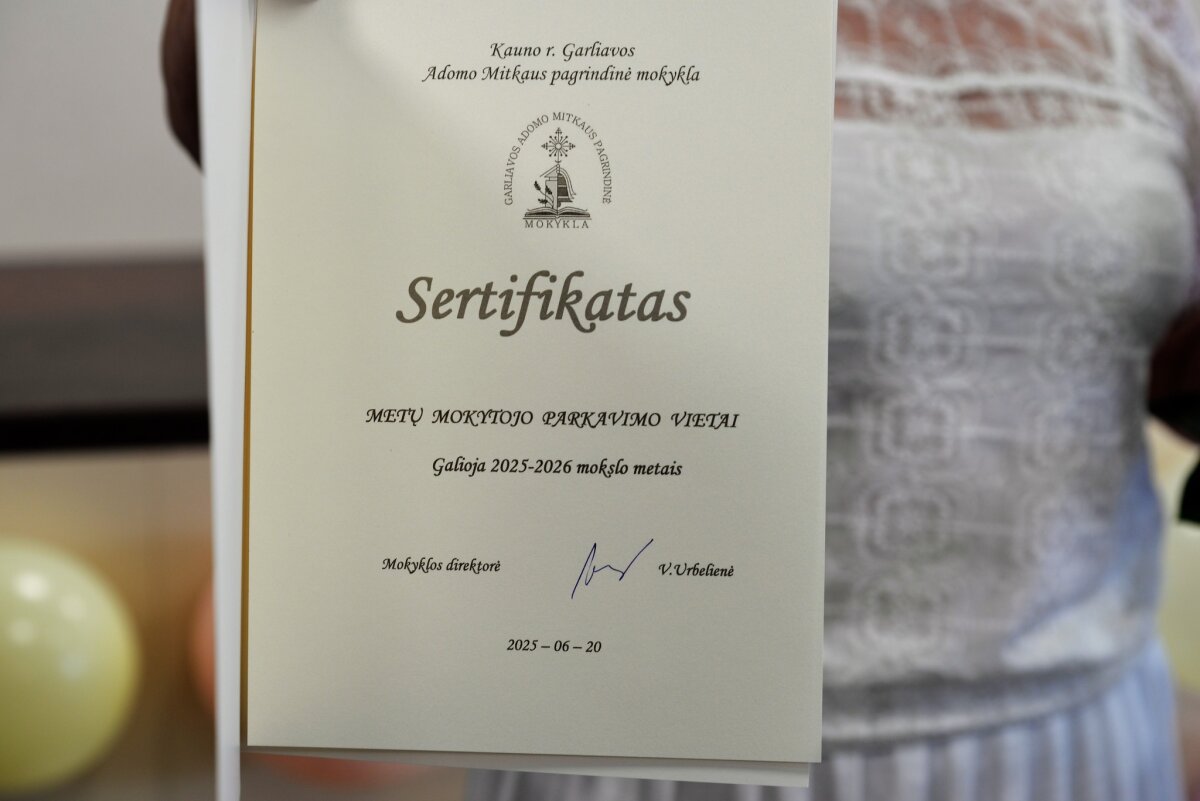 Kauno r. Garliavos
Adomo Mitkaus pagrindinė mokykla
GARLIAVOS ADOMO MITKAUS PAGRINDINĖ
MOKYKLA
Sertifikatas
METŲ MOKYTOJO PARKAVIMO VIETAI
Galioja 2025-2026 mokslo metais
Mokyklos direktorė V.Urbelienė
2025 – 06 – 20